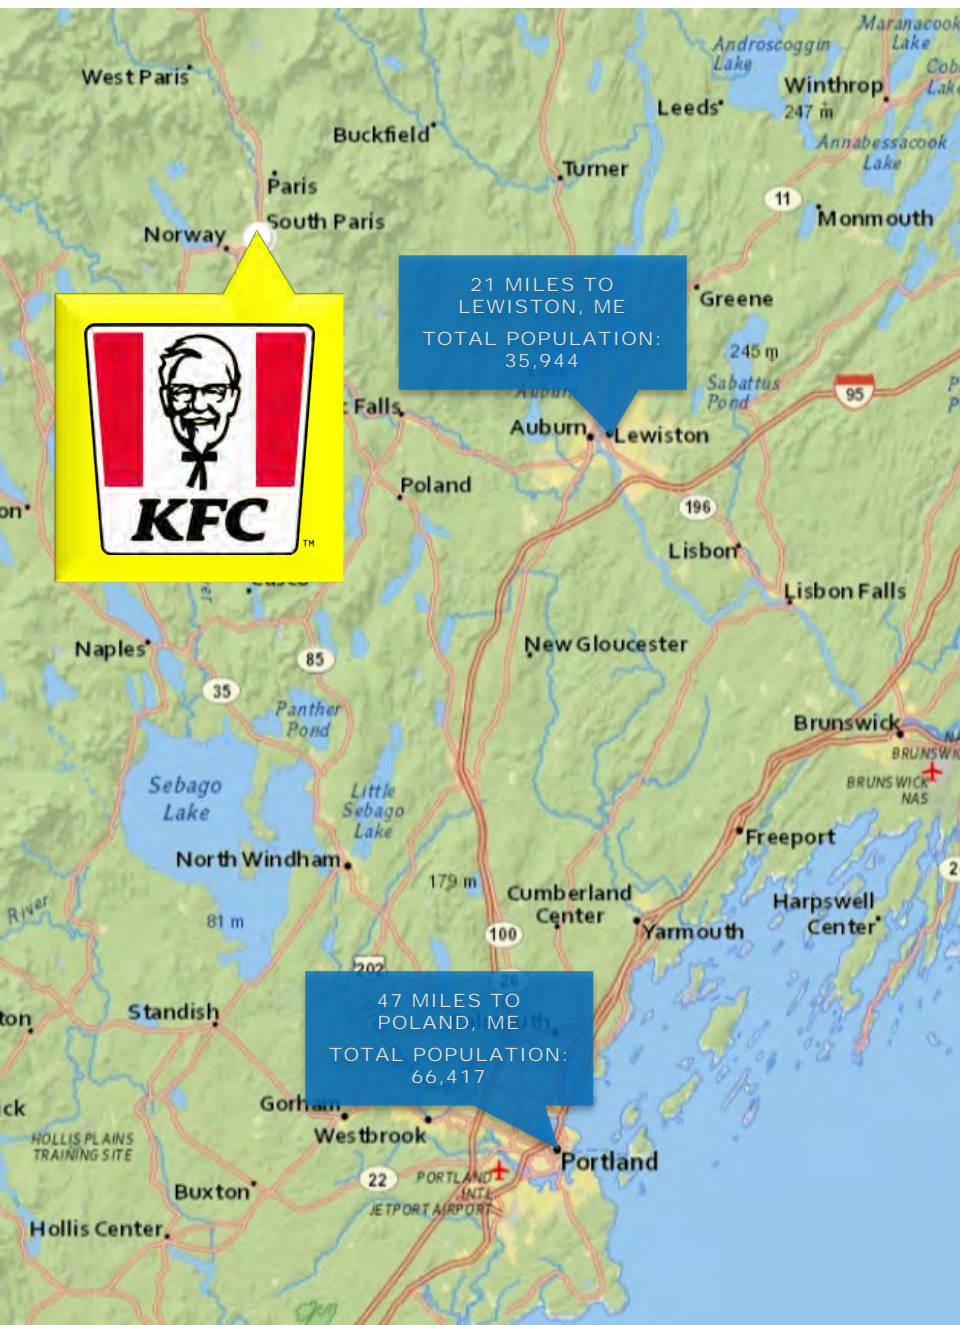 Maranacook
Lake
Androscoggin
Lake
West Paris
Winthrop
247 m
Leeds
Buckfield
Annabessacook
Lake
Turner
Paris
11
South Paris
Monmouth
Norway
21 MILES TO
LEWISTON, ME
TOTAL POPULATION:
35,944
Greene
245 m
Sabattus
Pond
95
Auburn
Falls
Auburn
Lewiston
KFC
TM
Poland
196
Lisbon
Lisbon Falls
Naples
New Gloucester
85
35
Panther
Pond
Brunswick
BRUNSWICK
NAS
Sebago
Lake
Little
Sebago
Lake
Freeport
North Windham
179 m
Cumberland
Center
Harpswell
Center
River
81 m
100
Yarmouth
202
26
47 MILES TO
POLAND, ME
TOTAL POPULATION:
66,417
Standish
ton
ick
Gorham
Westbrook
HOLLIS PLAINS
TRAINING SITE
Portland
22
PORTLAND
INTL
JETPORT AIRPORT
Buxton
Hollis Center